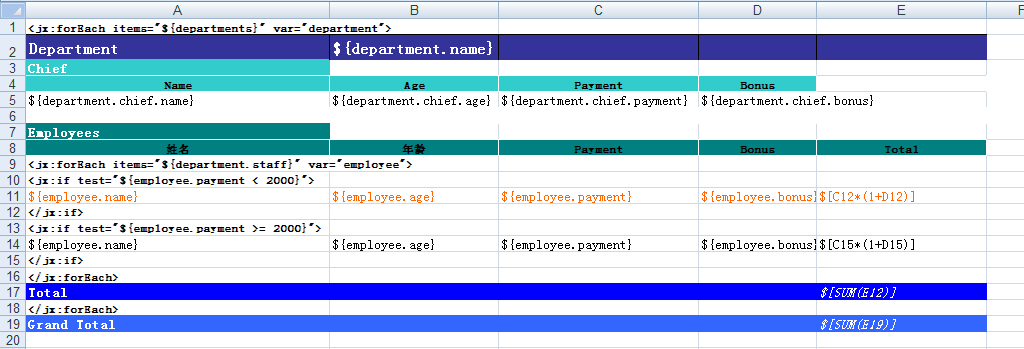 A B C D E F
1 <jx:forEach items="${departments}" var="department">
2 Department ${department.name}
3 Chief
4 Name Age Payment Bonus
5 ${department.chief.name} ${department.chief.age} ${department.chief.payment} ${department.chief.bonus}
6
7 Employees
8 姓名 年龄 Payment Bonus Total
9 <jx:forEach items="${department.staff}" var="employee">
10 <jx:if test="${employee.payment < 2000}">
11 ${employee.name} ${employee.age} ${employee.payment} ${employee.bonus} $[C12*(1+D12)]
12 </jx:if>
13 <jx:if test="${employee.payment >= 2000}">
14 ${employee.name} ${employee.age} ${employee.payment} ${employee.bonus} $[C15*(1+D15)]
15 </jx:if>
16 </jx:forEach>
17 Total $[SUM(E12)]
18 </jx:forEach>
19 Grand Total $[SUM(E19)]
20